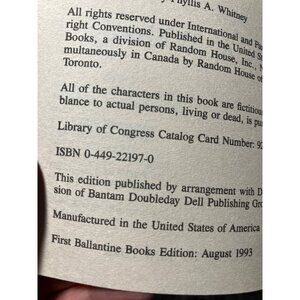 Phyllis A. Whitney
All rights reserved under International and Pan
right Conventions. Published in the United St
Books, a division of Random House, Inc., N
multaneously in Canada by Random House of
Toronto.
All of the characters in this book are fictitious
blance to actual persons, living or dead, is pu
Library of Congress Catalog Card Number: 92
ISBN 0-449-22197-0
This edition published by arrangement with D
sion of Bantam Doubleday Dell Publishing Gro
Manufactured in the United States of America
First Ballantine Books Edition: August 1993